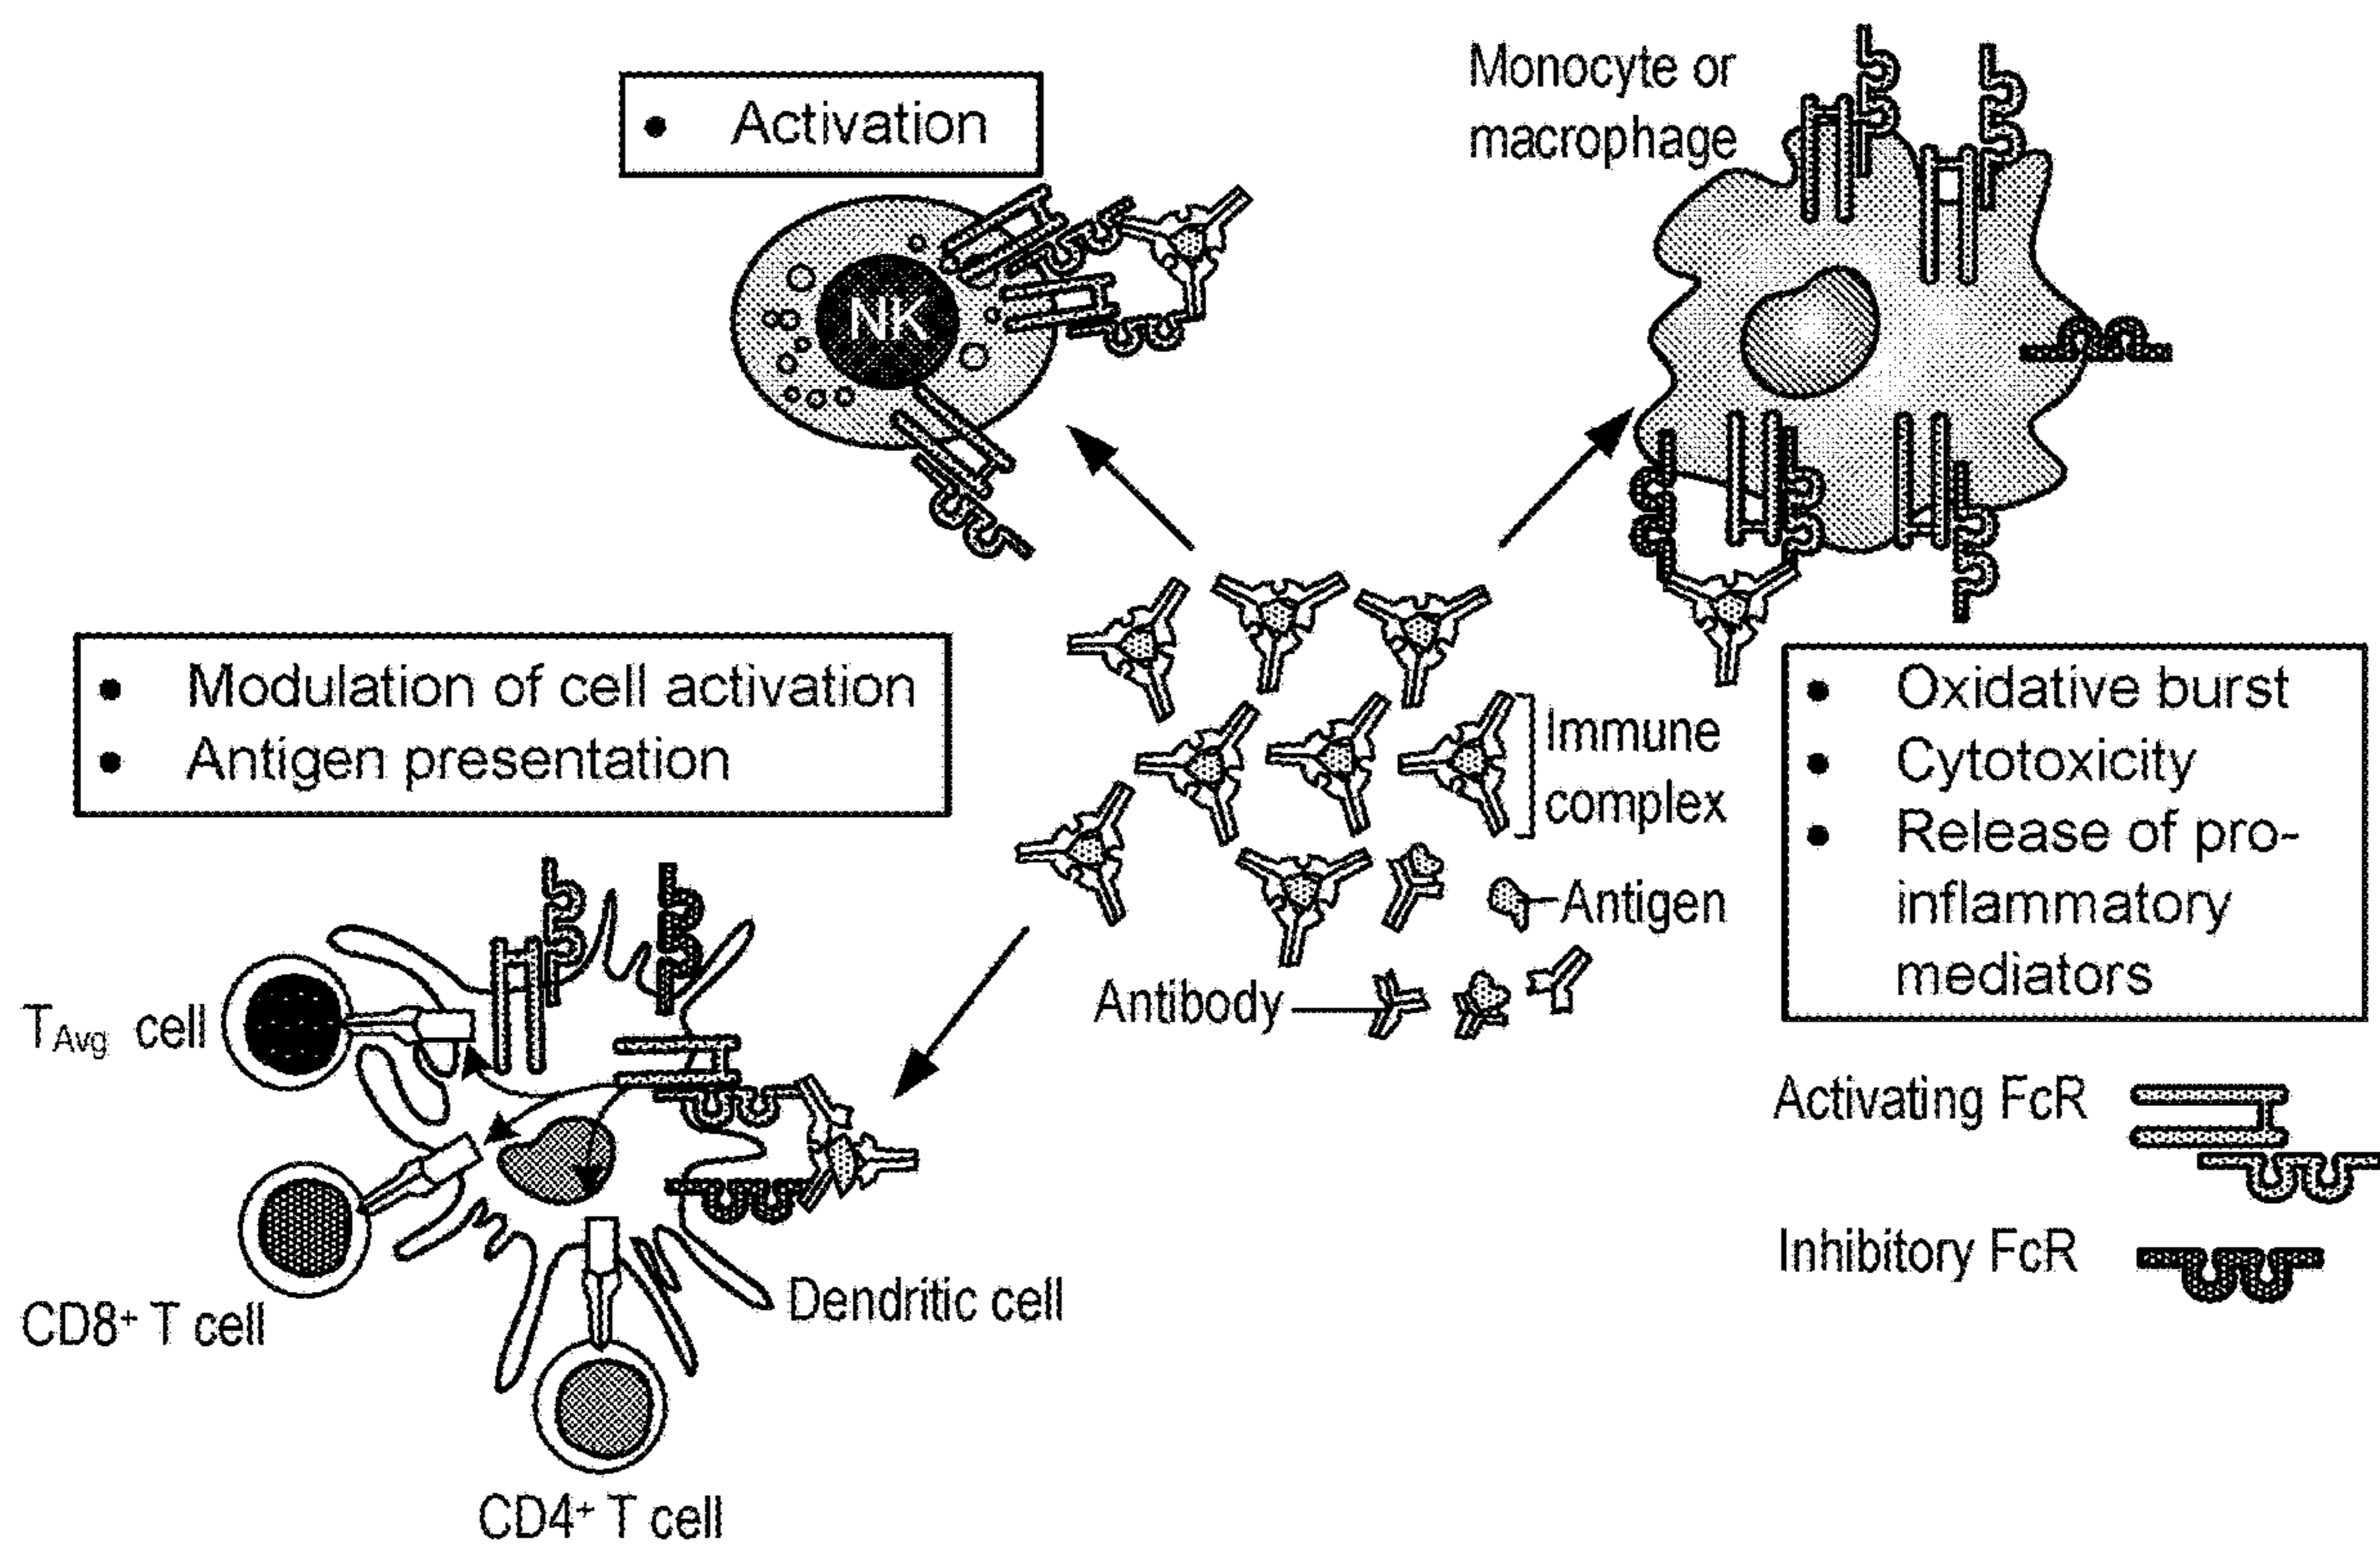 • Activation
Monocyte or
macrophage
NK
• Modulation of cell activation
• Antigen presentation
Immune
complex
Antigen
Antibody
• Oxidative burst
• Cytotoxicity
• Release of pro-
inflammatory
mediators
TAvg cell
CD8⁺ T cell
CD4⁺ T cell
Dendritic cell
Activating FcR
Inhibitory FcR